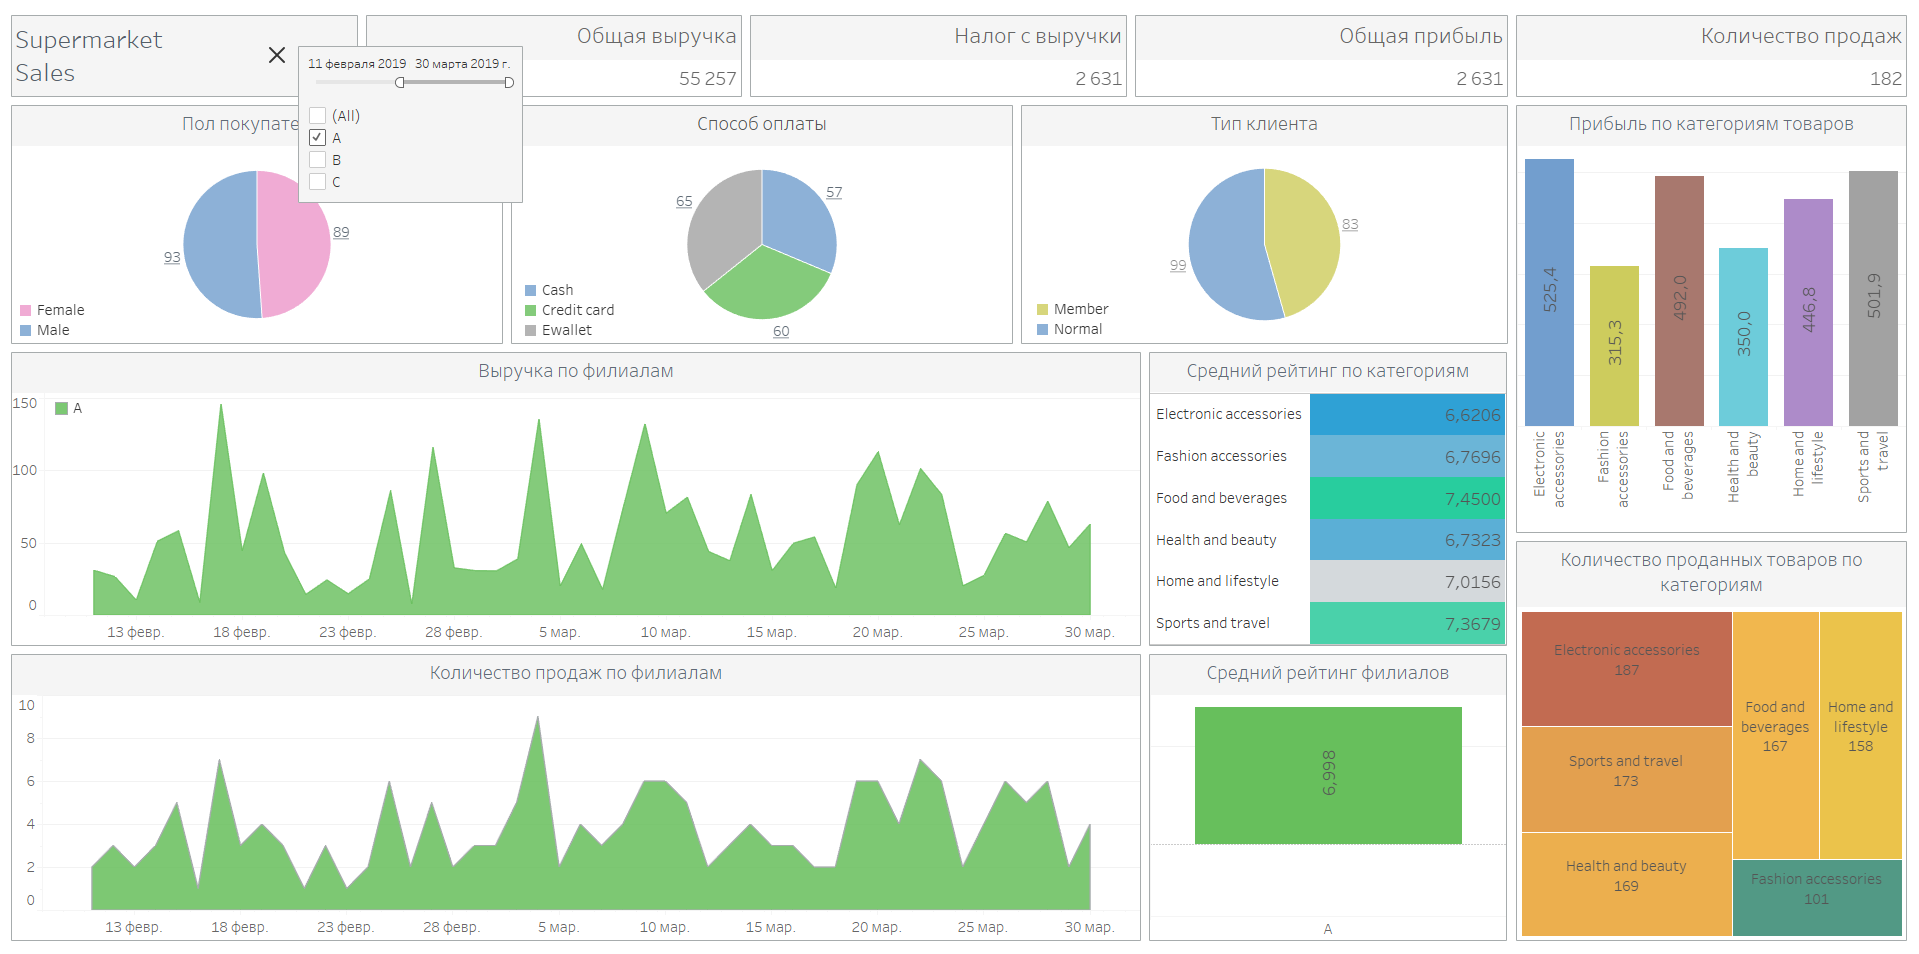 Supermarket
Sales
11 февраля 2019
30 марта 2019 г.
(All)
A
B
C
Общая выручка
55 257
Налог с выручки
2 631
Общая прибыль
2 631
Количество продаж
182
Пол покупате
93
89
Female
Male
Способ оплаты
65
57
60
Cash
Credit card
Ewallet
Тип клиента
83
99
Member
Normal
Прибыль по категориям товаров
525,4
315,3
492,0
350,0
446,8
501,9
Electronic
accessories
Fashion
accessories
Food and
beverages
Health and
beauty
Home and
lifestyle
Sports and
travel
Выручка по филиалам
A
150
100
50
0
13 февр.
18 февр.
23 февр.
28 февр.
5 мар.
10 мар.
15 мар.
20 мар.
25 мар.
30 мар.
Средний рейтинг по категориям
Electronic accessories 6,6206
Fashion accessories 6,7696
Food and beverages 7,4500
Health and beauty 6,7323
Home and lifestyle 7,0156
Sports and travel 7,3679
Количество проданных товаров по
категориям
Electronic accessories
187
Sports and travel
173
Health and beauty
169
Food and
beverages
167
Home and
lifestyle
158
Fashion accessories
101
Количество продаж по филиалам
10
8
6
4
2
0
13 февр.
18 февр.
23 февр.
28 февр.
5 мар.
10 мар.
15 мар.
20 мар.
25 мар.
30 мар.
Средний рейтинг филиалов
6,998
A